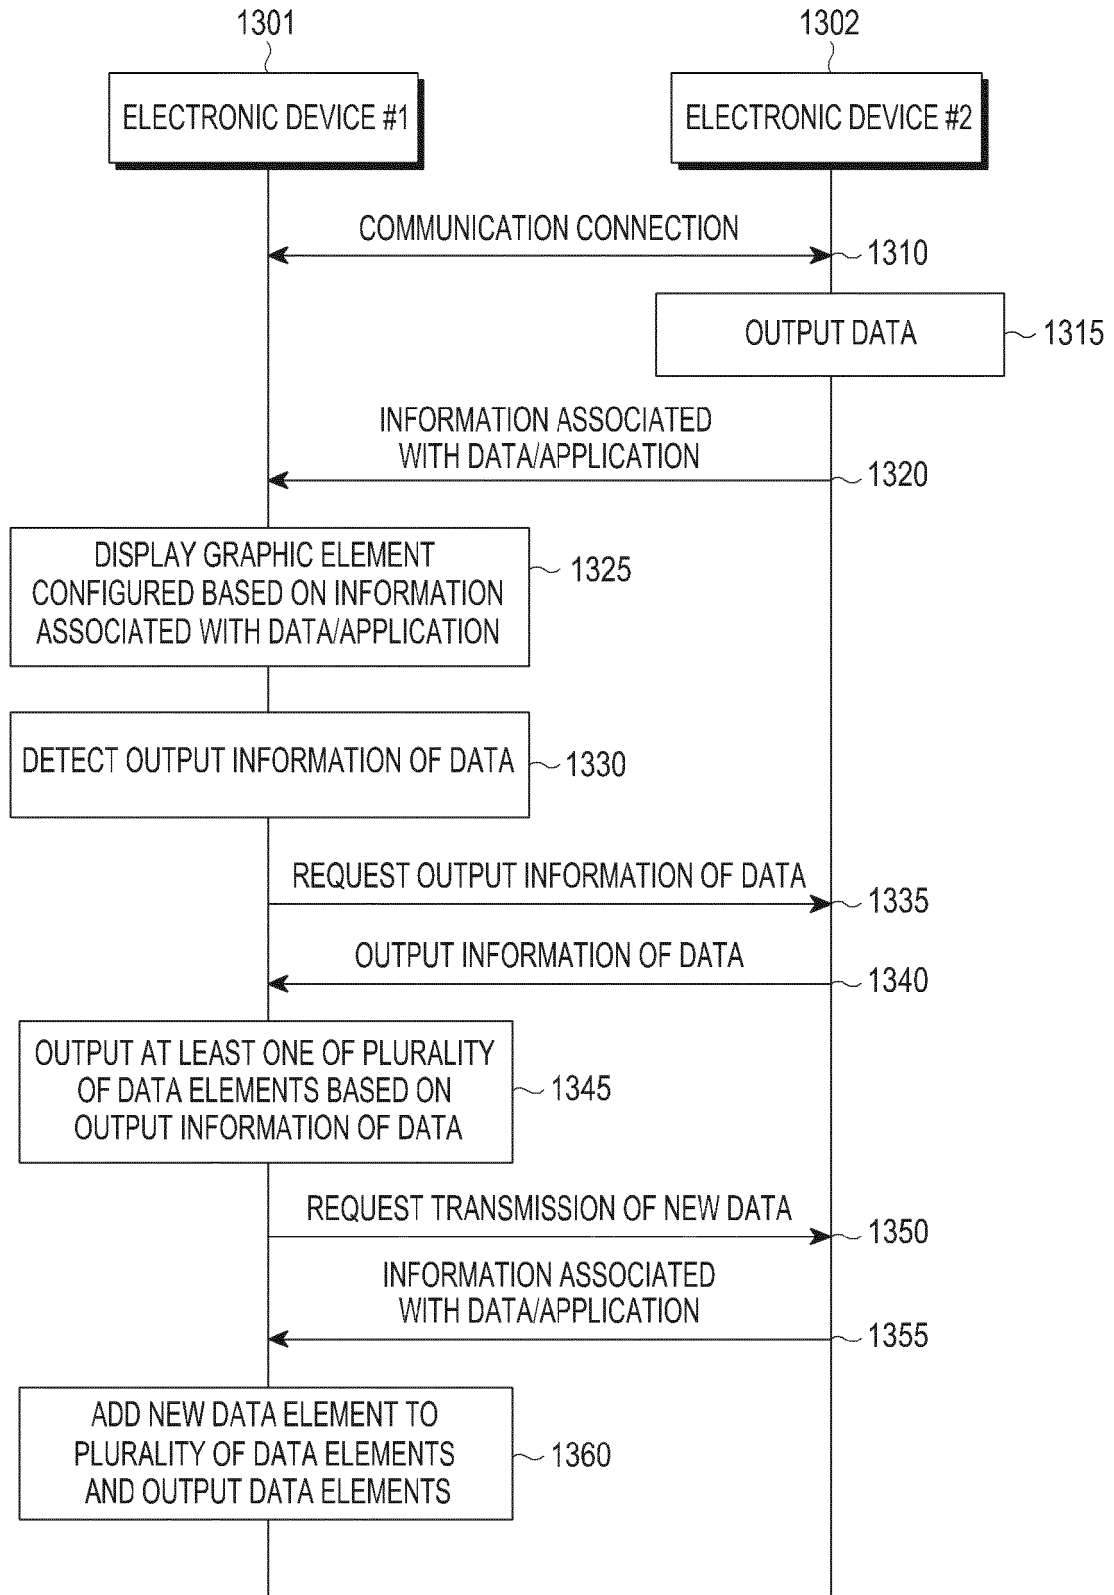 1301
1302
ELECTRONIC DEVICE #1
ELECTRONIC DEVICE #2
COMMUNICATION CONNECTION
1310
OUTPUT DATA
1315
INFORMATION ASSOCIATED
WITH DATA/APPLICATION
1320
DISPLAY GRAPHIC ELEMENT
CONFIGURED BASED ON INFORMATION
ASSOCIATED WITH DATA/APPLICATION
1325
DETECT OUTPUT INFORMATION OF DATA
1330
REQUEST OUTPUT INFORMATION OF DATA
1335
OUTPUT INFORMATION OF DATA
1340
OUTPUT AT LEAST ONE OF PLURALITY
OF DATA ELEMENTS BASED ON
OUTPUT INFORMATION OF DATA
1345
REQUEST TRANSMISSION OF NEW DATA
1350
INFORMATION ASSOCIATED
WITH DATA/APPLICATION
1355
ADD NEW DATA ELEMENT TO
PLURALITY OF DATA ELEMENTS
AND OUTPUT DATA ELEMENTS
1360